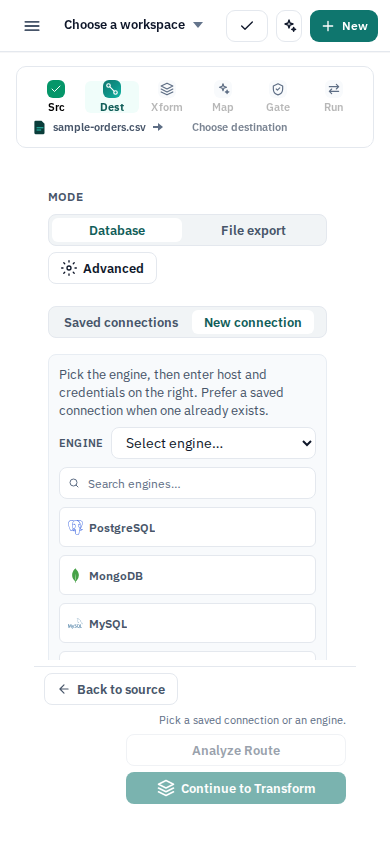 Choose a workspace
New
Src
Dest
Xform
Map
Gate
Run
sample-orders.csv
Choose destination
MODE
Database
File export
Advanced
Saved connections
New connection
Pick the engine, then enter host and
credentials on the right. Prefer a saved
connection when one already exists.
ENGINE
Select engine...
Search engines...
PostgreSQL
MongoDB
MySQL
Back to source
Pick a saved connection or an engine.
Analyze Route
Continue to Transform